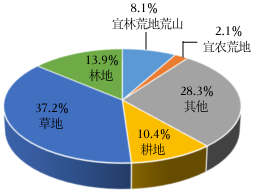 8.1%
宜林荒地荒山
2.1%
宜农荒地
28.3%
其他
10.4%
耕地
37.2%
草地
13.9%
林地